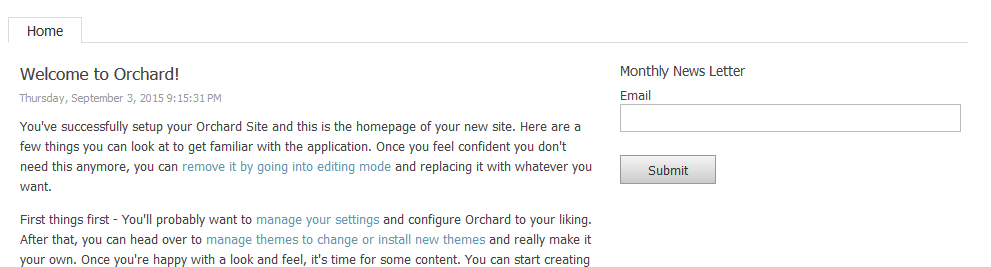 Home
Welcome to Orchard!
Thursday, September 3, 2015 9:15:31 PM
You've successfully setup your Orchard Site and this is the homepage of your new site. Here are a
few things you can look at to get familiar with the application. Once you feel confident you don't
need this anymore, you can remove it by going into editing mode and replacing it with whatever you
want.
First things first - You'll probably want to manage your settings and configure Orchard to your liking.
After that, you can head over to manage themes to change or install new themes and really make it
your own. Once you're happy with a look and feel, it's time for some content. You can start creating
Monthly News Letter
Email
Submit